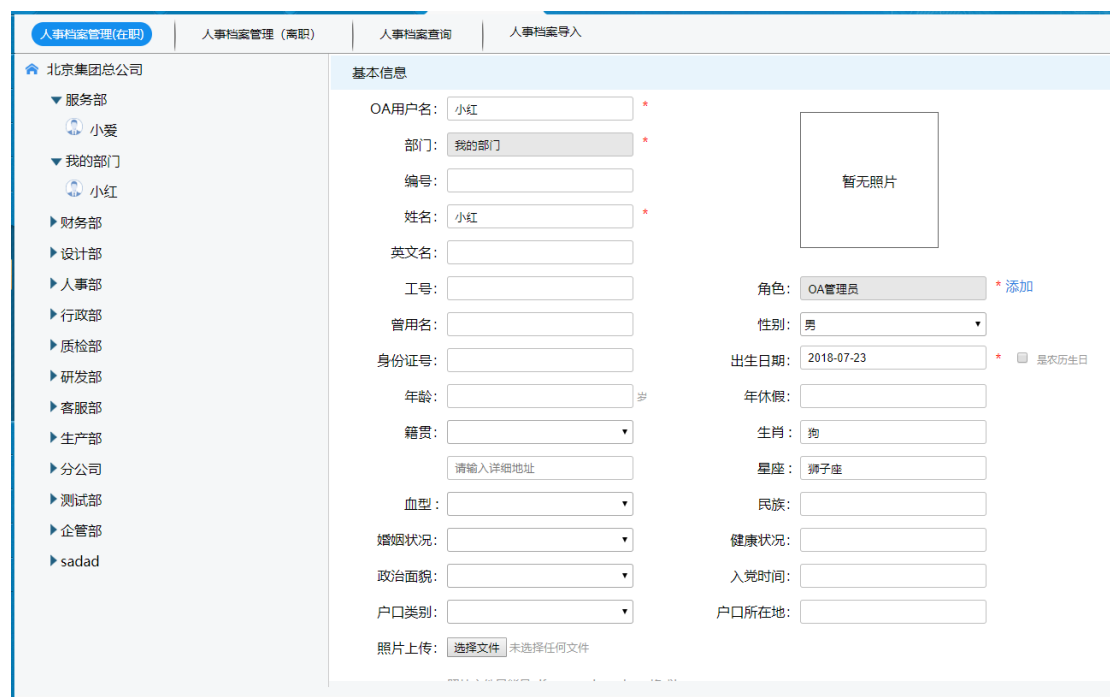 人事档案管理(在职) 人事档案管理（离职） 人事档案查询 人事档案导入
北京集团总公司
服务部
小爱
我的部门
小红
财务部
设计部
人事部
行政部
质检部
研发部
客服部
生产部
分公司
测试部
企管部
sadad
基本信息
OA用户名： 小红 *
部门： 我的部门 *
编号：
暂无照片
姓名： 小红 *
英文名：
工号： 角色： OA管理员 * 添加
曾用名： 性别： 男
身份证号： 出生日期： 2018-07-23 * 是农历生日
年龄： 岁 年休假：
籍贯： 生肖： 狗
请输入详细地址 星座： 狮子座
血型： 民族：
婚姻状况： 健康状况：
政治面貌： 入党时间：
户口类别： 户口所在地：
照片上传： 选择文件 未选择任何文件